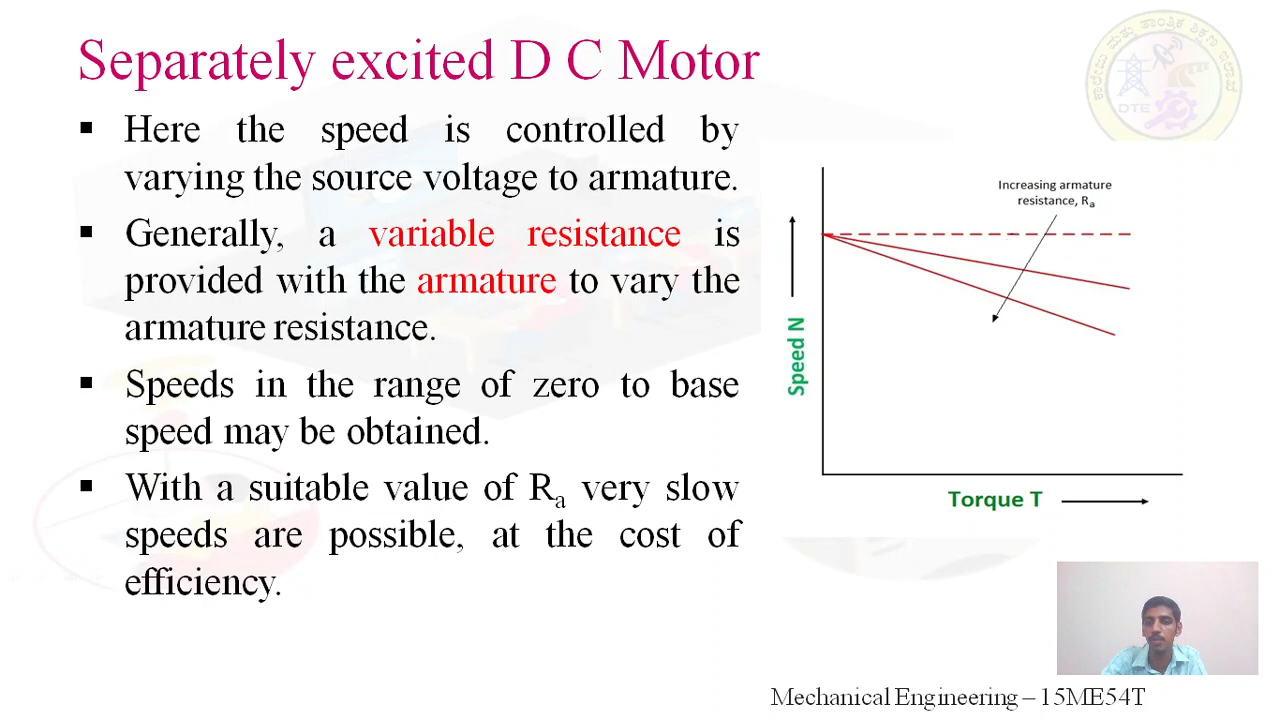 Separately excited D C Motor
▪ Here the speed is controlled by
varying the source voltage to armature.
▪ Generally, a variable resistance is
provided with the armature to vary the
armature resistance.
▪ Speeds in the range of zero to base
speed may be obtained.
▪ With a suitable value of Ra very slow
speeds are possible, at the cost of
efficiency.
Increasing armature
resistance, Ra
Speed N
Torque T
DTE
Mechanical Engineering – 15ME54T